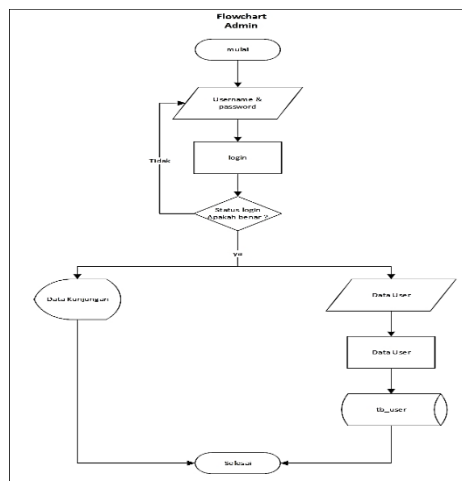 Flowchart
Admin
mulai
Username &
password
login
Tidak
Status login
Apakah benar ?
ya
Data Kunjungan
Data User
Data User
tb_user
Selesai